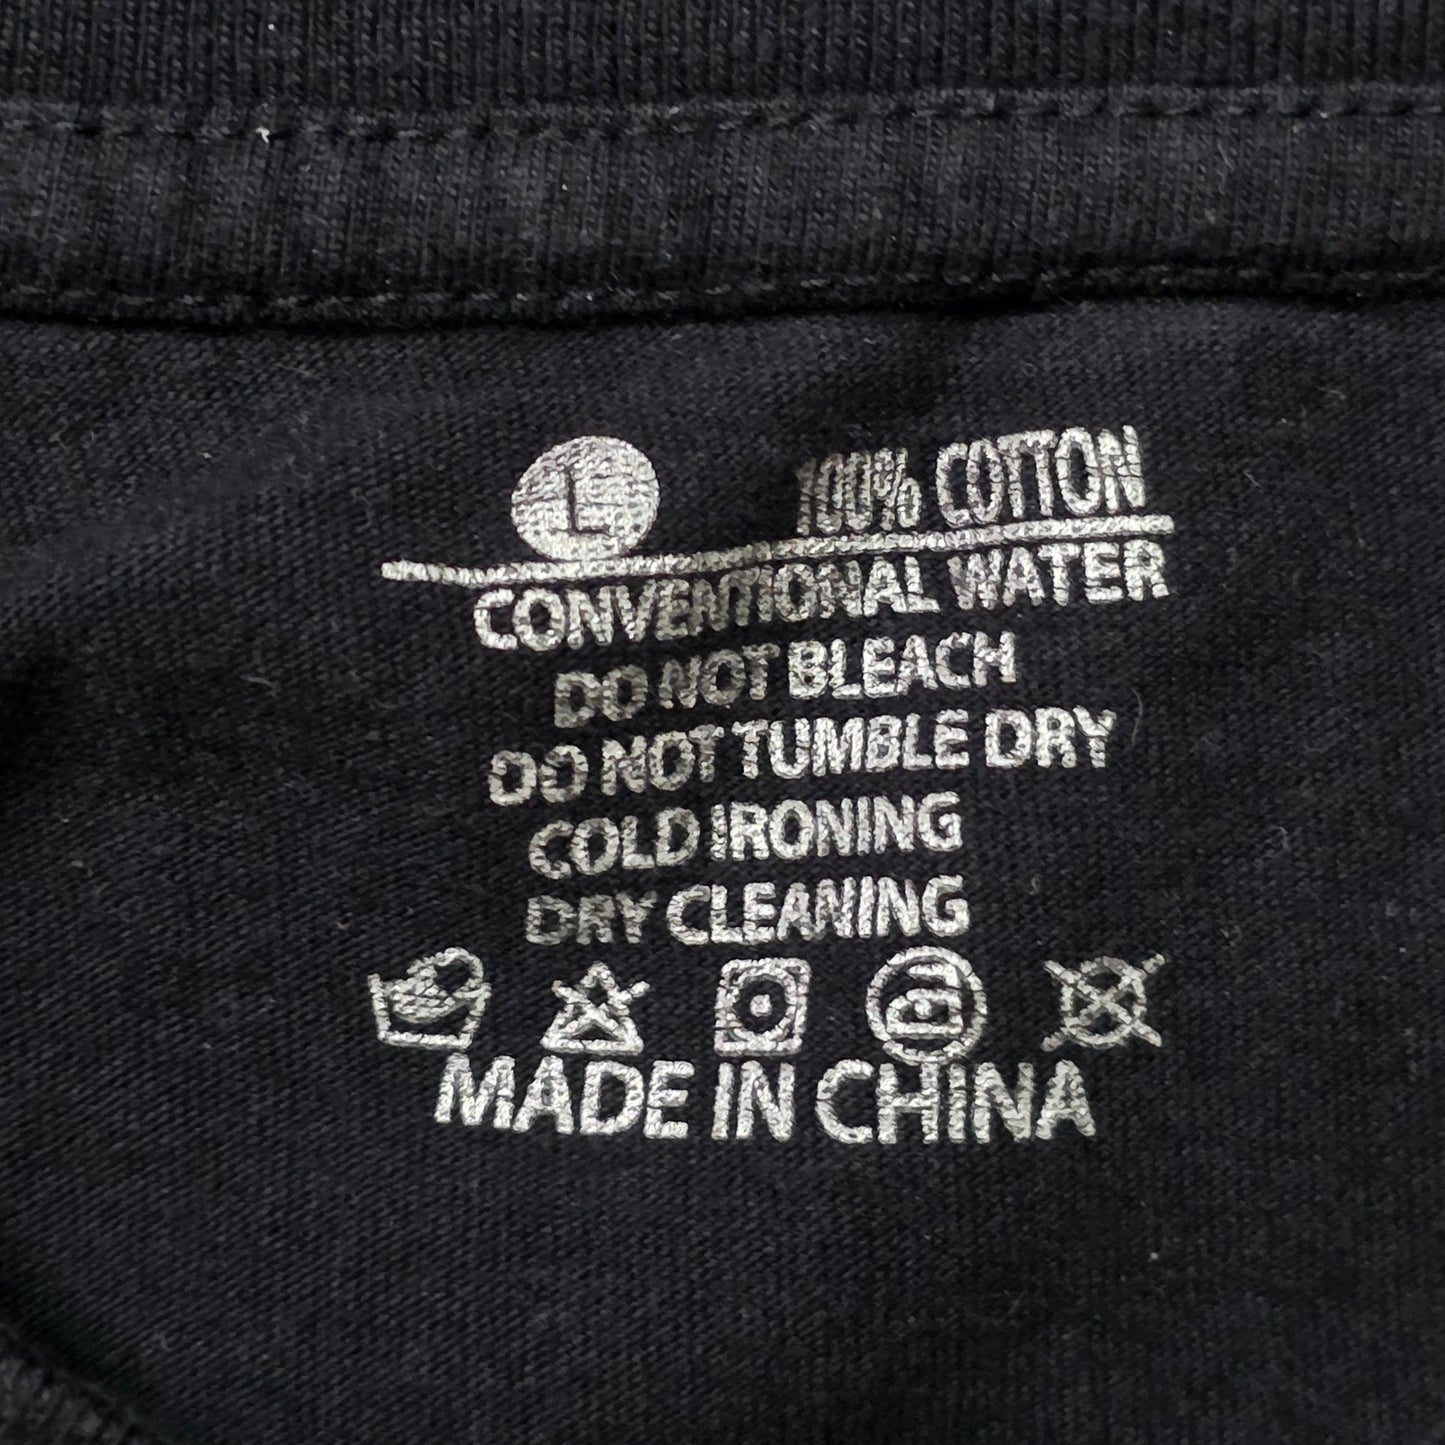 L 100% COTTON
CONVENTIONAL WATER
DO NOT BLEACH
DO NOT TUMBLE DRY
COLD IRONING
DRY CLEANING
MADE IN CHINA